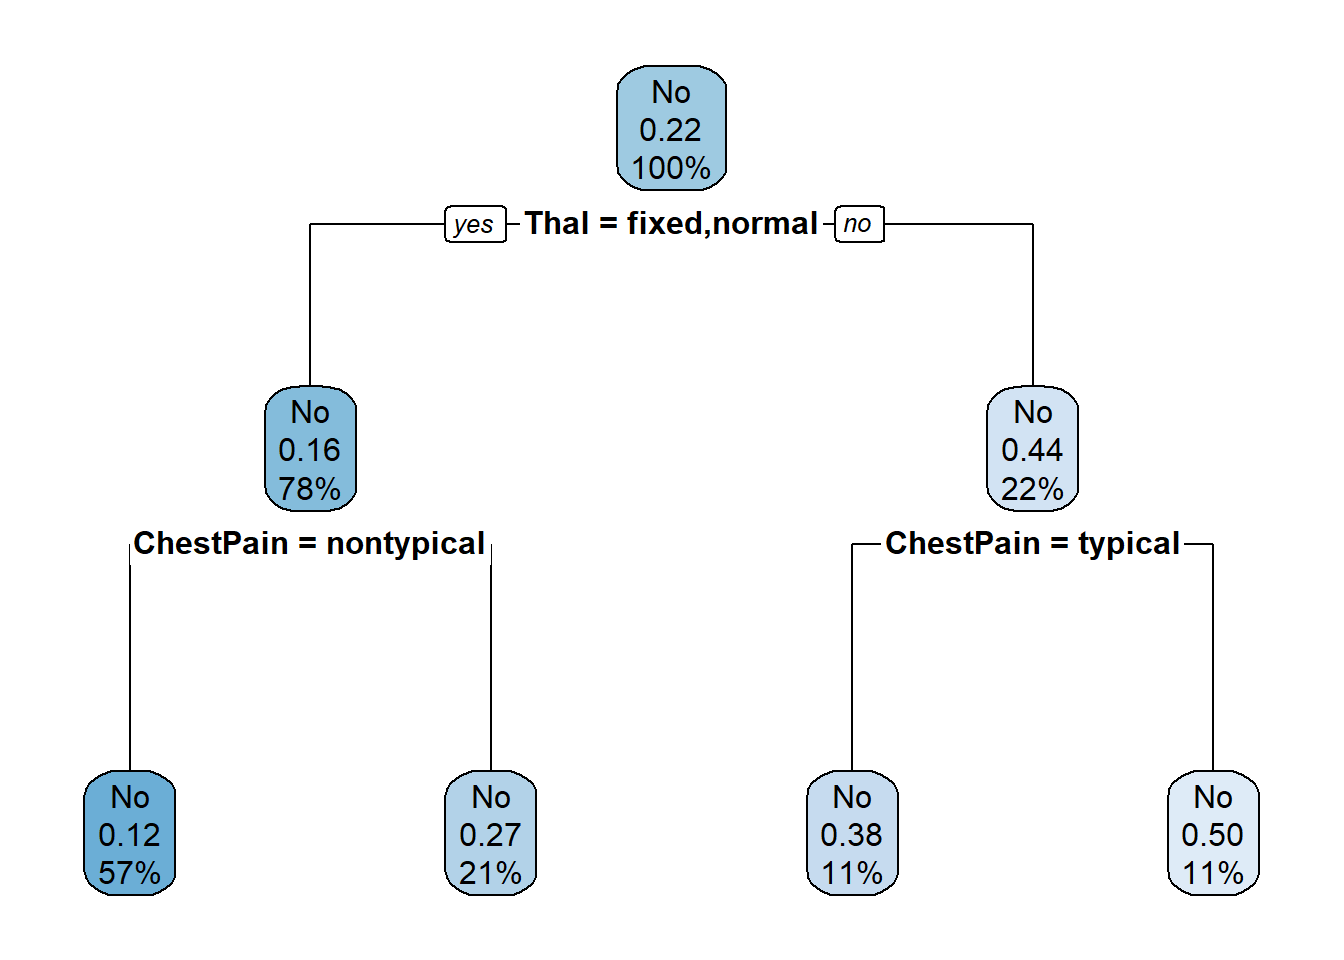 No
0.22
100%
yes Thal = fixed,normal no
No
0.16
78%
No
0.44
22%
ChestPain = nontypical
ChestPain = typical
No
0.12
57%
No
0.27
21%
No
0.38
11%
No
0.50
11%